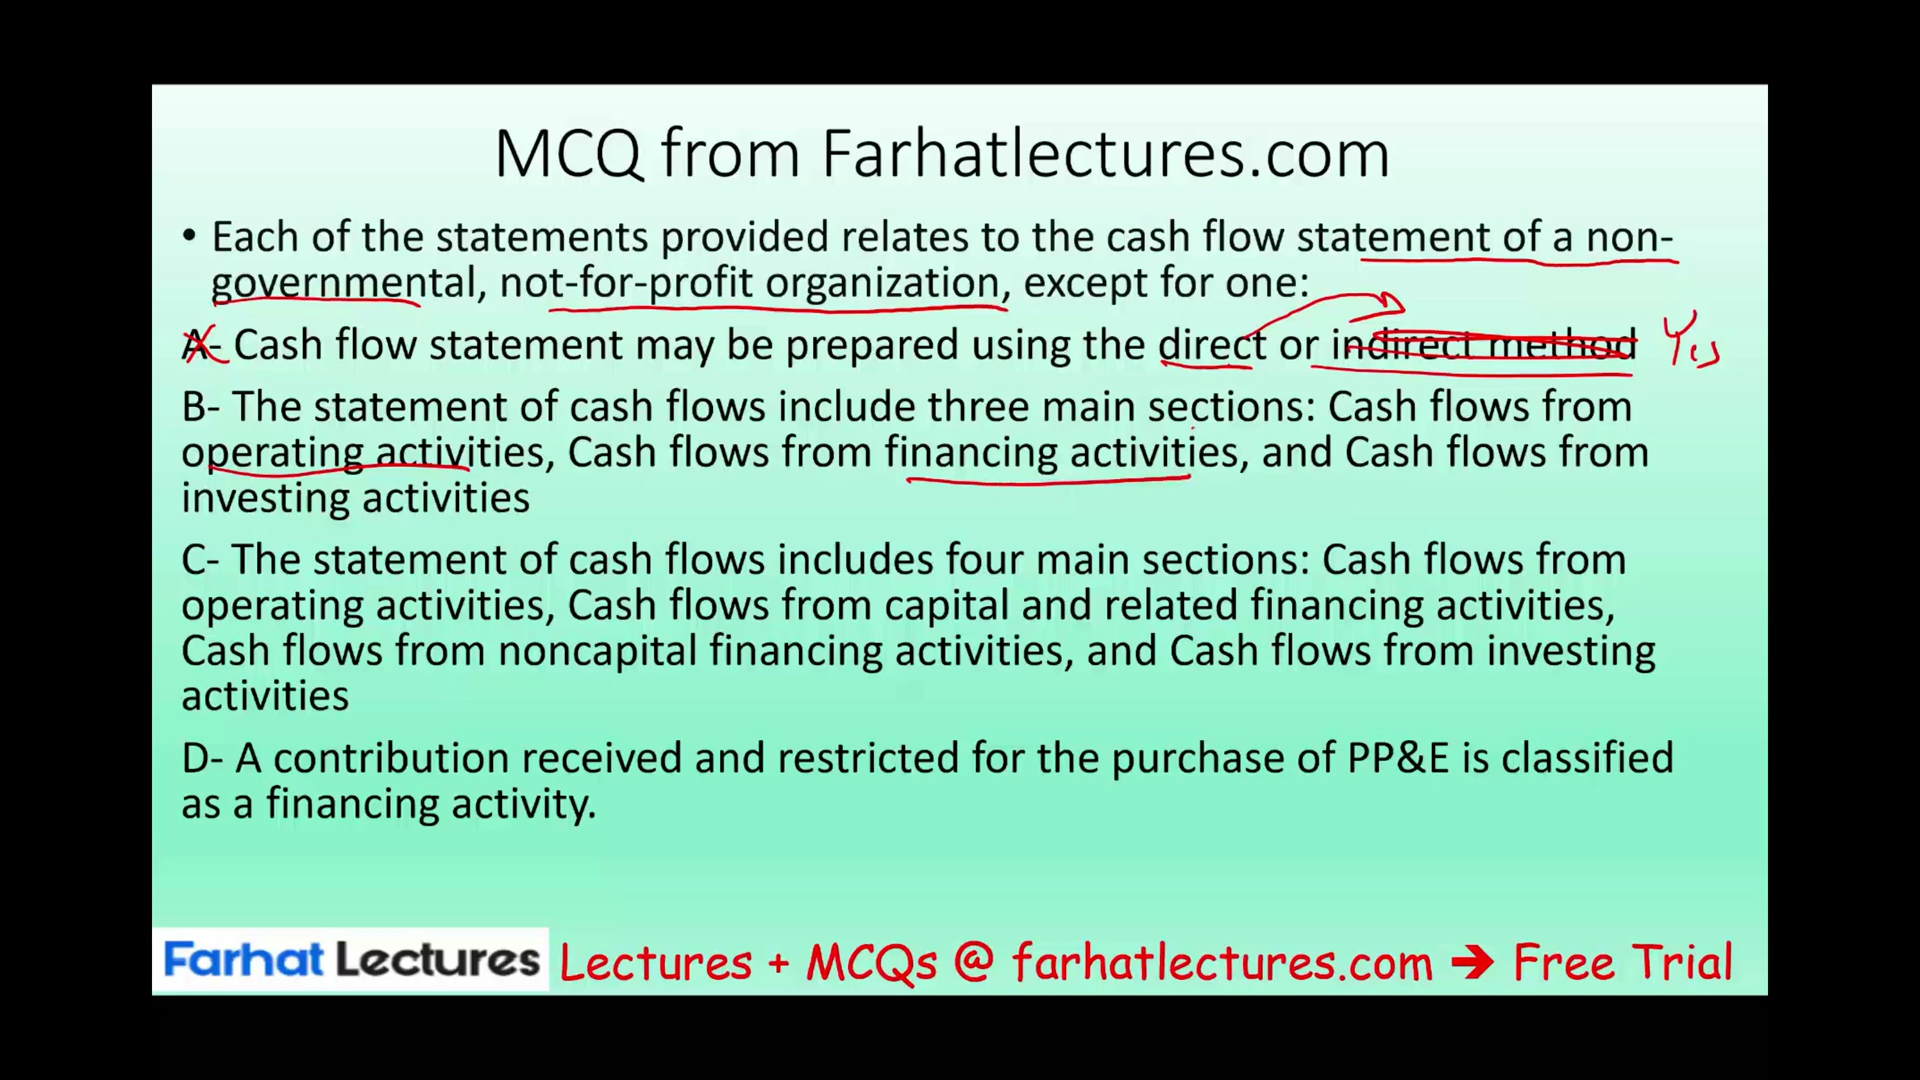 MCQ from Farhatlectures.com
• Each of the statements provided relates to the cash flow statement of a non-
governmental, not-for-profit organization, except for one:
A- Cash flow statement may be prepared using the direct or indirect method Yes
B- The statement of cash flows include three main sections: Cash flows from
operating activities, Cash flows from financing activities, and Cash flows from
investing activities
C- The statement of cash flows includes four main sections: Cash flows from
operating activities, Cash flows from capital and related financing activities,
Cash flows from noncapital financing activities, and Cash flows from investing
activities
D- A contribution received and restricted for the purchase of PP&E is classified
as a financing activity.
Farhat Lectures Lectures + MCQs @ farhatlectures.com → Free Trial